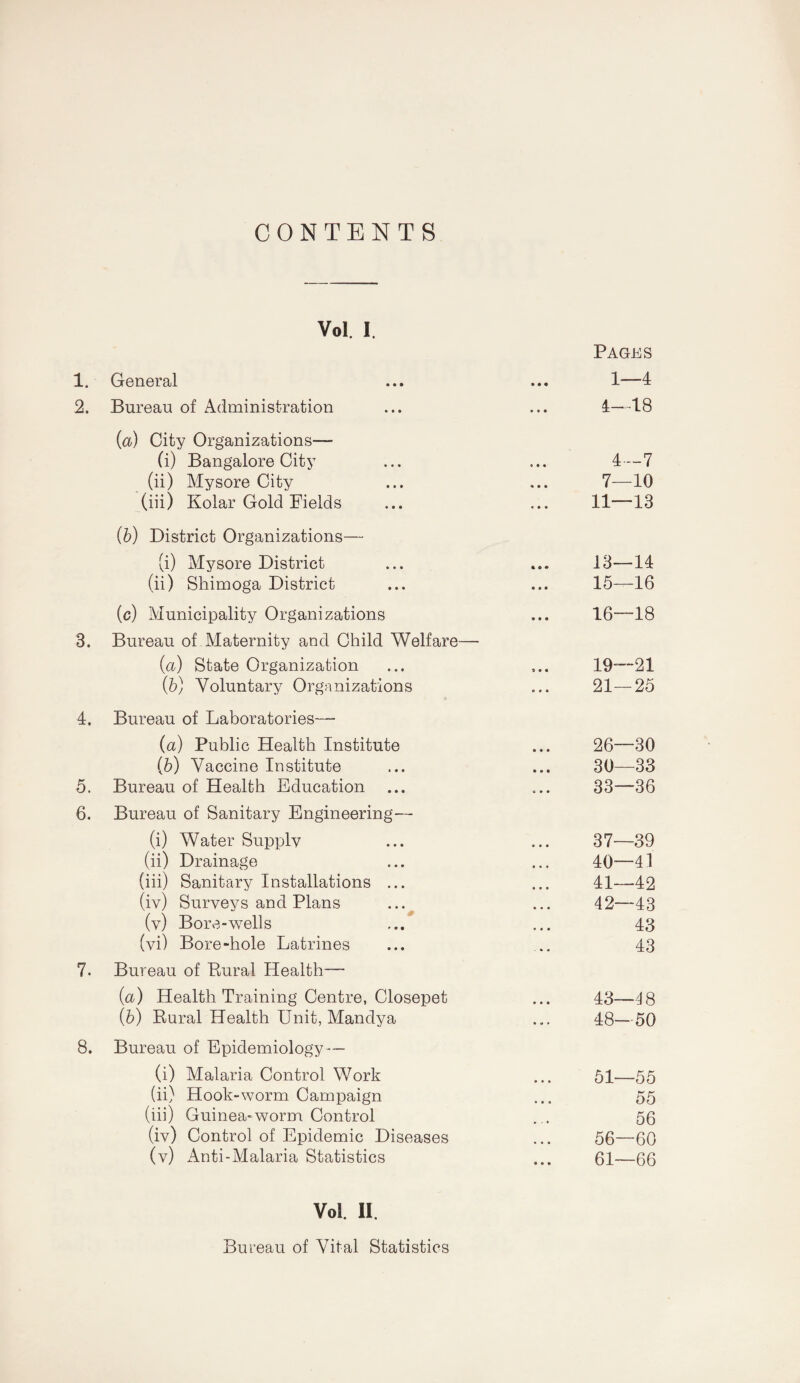 CONTENTS
Vol. I.
PAGES
1. General ... ... 1—4
2. Bureau of Administration ... ... 4—18
(a) City Organizations—
(i) Bangalore City ... ... 4—7
(ii) Mysore City ... ... 7—10
(iii) Kolar Gold Fields ... ... 11—13
(b) District Organizations—
(i) Mysore District ... ... 13—14
(ii) Shimoga District ... ... 15—16
(c) Municipality Organizations ... 16—18
3. Bureau of Maternity and Child Welfare—
(a) State Organization ... ... 19—21
(b) Voluntary Organizations ... 21—25
4. Bureau of Laboratories—
(a) Public Health Institute ... 26—30
(b) Vaccine Institute ... ... 30—33
5. Bureau of Health Education ... ... 33—36
6. Bureau of Sanitary Engineering—
(i) Water Supply ... ... 37—39
(ii) Drainage ... ... 40—41
(iii) Sanitary Installations ... ... 41—42
(iv) Surveys and Plans ... ... 42—43
(v) Bore-wells ... ... 43
(vi) Bore-hole Latrines ... .. 43
7. Bureau of Rural Health—
(a) Health Training Centre, Closepet ... 43—48
(b) Rural Health Unit, Mandya ... 48—50
8. Bureau of Epidemiology—
(i) Malaria Control Work ... 51—55
(ii) Hook-worm Campaign ... 55
(iii) Guinea-worm Control ... 56
(iv) Control of Epidemic Diseases ... 56—60
(v) Anti-Malaria Statistics ... 61—66
Vol. II.
Bureau of Vital Statistics